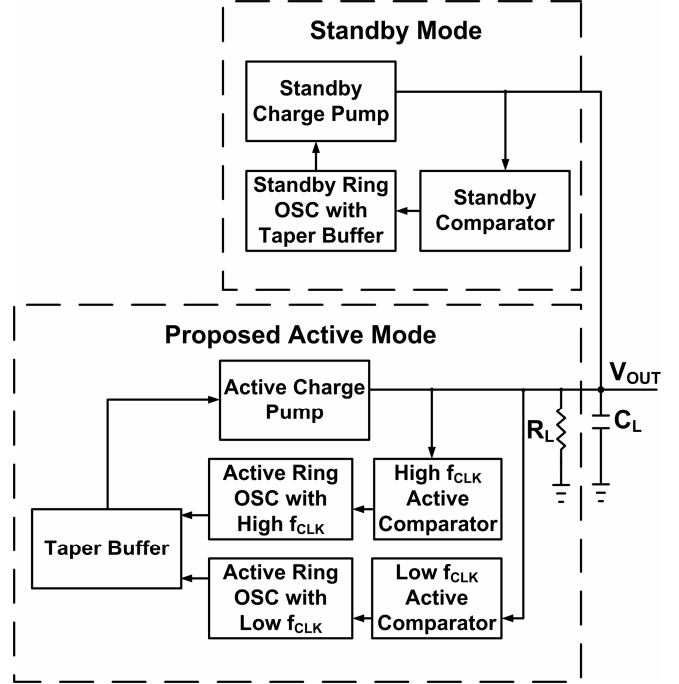 Standby Mode
Standby
Charge Pump
Standby Ring
OSC with
Taper Buffer
Standby
Comparator
Proposed Active Mode
Active Charge
Pump
VOUT
RL
CL
Active Ring
OSC with
High fCLK
High fCLK
Active
Comparator
Taper Buffer
Active Ring
OSC with
Low fCLK
Low fCLK
Active
Comparator